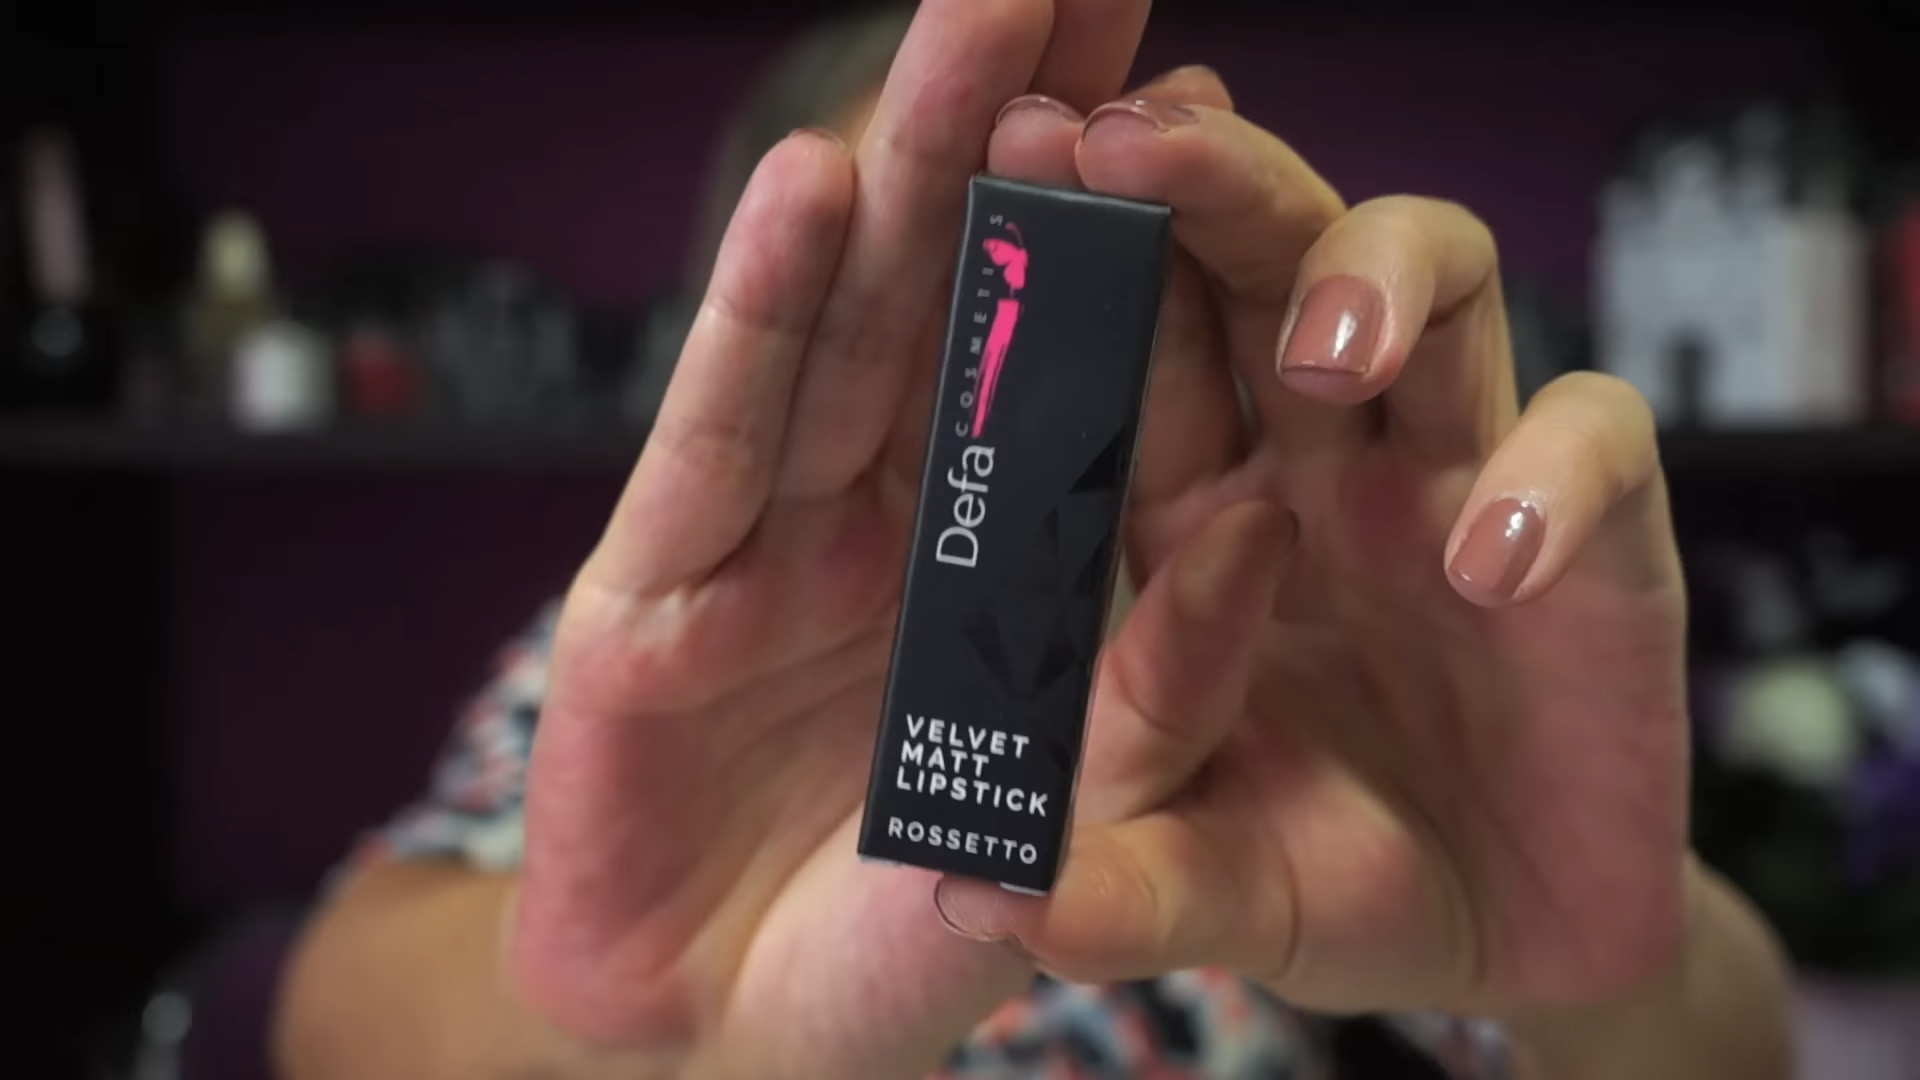 Defa
COSMETICS
VELVET
MATT
LIPSTICK
ROSSETTO